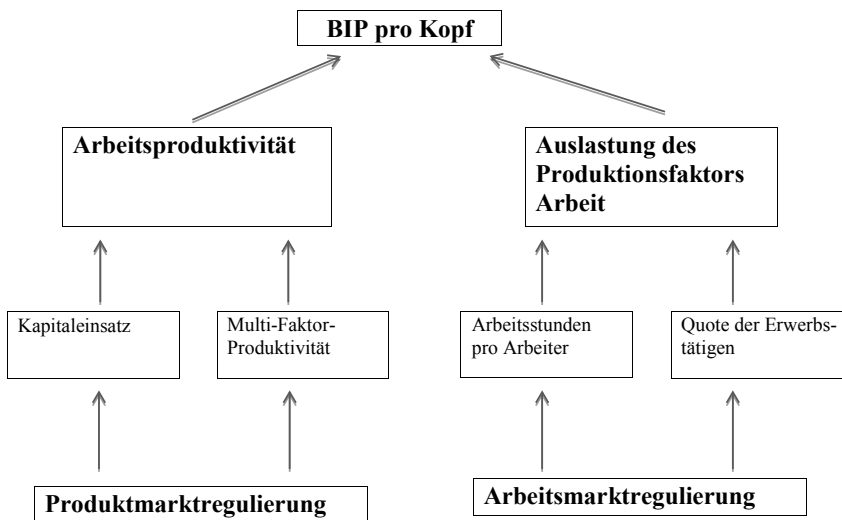 BIP pro Kopf
Arbeitsproduktivität
Auslastung des
Produktionsfaktors
Arbeit
Kapitaleinsatz
Multi-Faktor-
Produktivität
Arbeitsstunden
pro Arbeiter
Quote der Erwerbs-
tätigen
Produktmarktregulierung
Arbeitsmarktregulierung